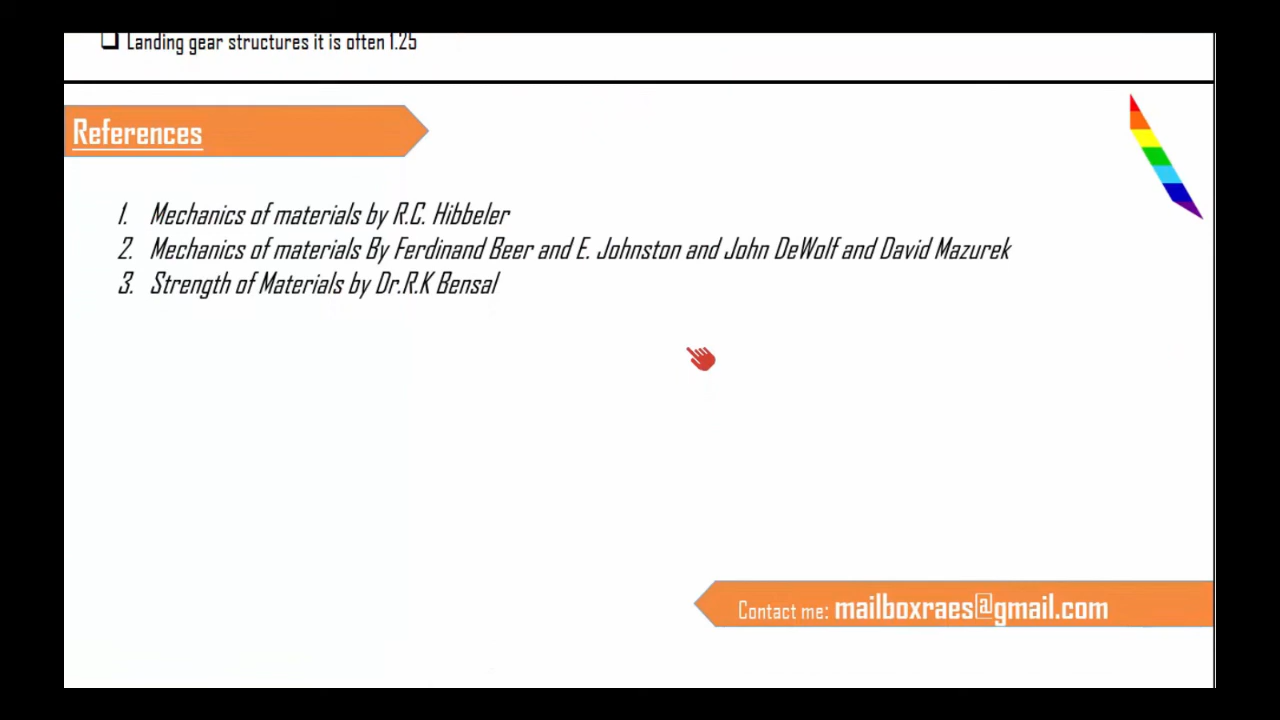 Landing gear structures it is often 1.25
References
1. Mechanics of materials by R.C. Hibbeler
2. Mechanics of materials By Ferdinand Beer and E. Johnston and John DeWolf and David Mazurek
3. Strength of Materials by Dr.R.K Bensal
Contact me: mailboxraes@gmail.com